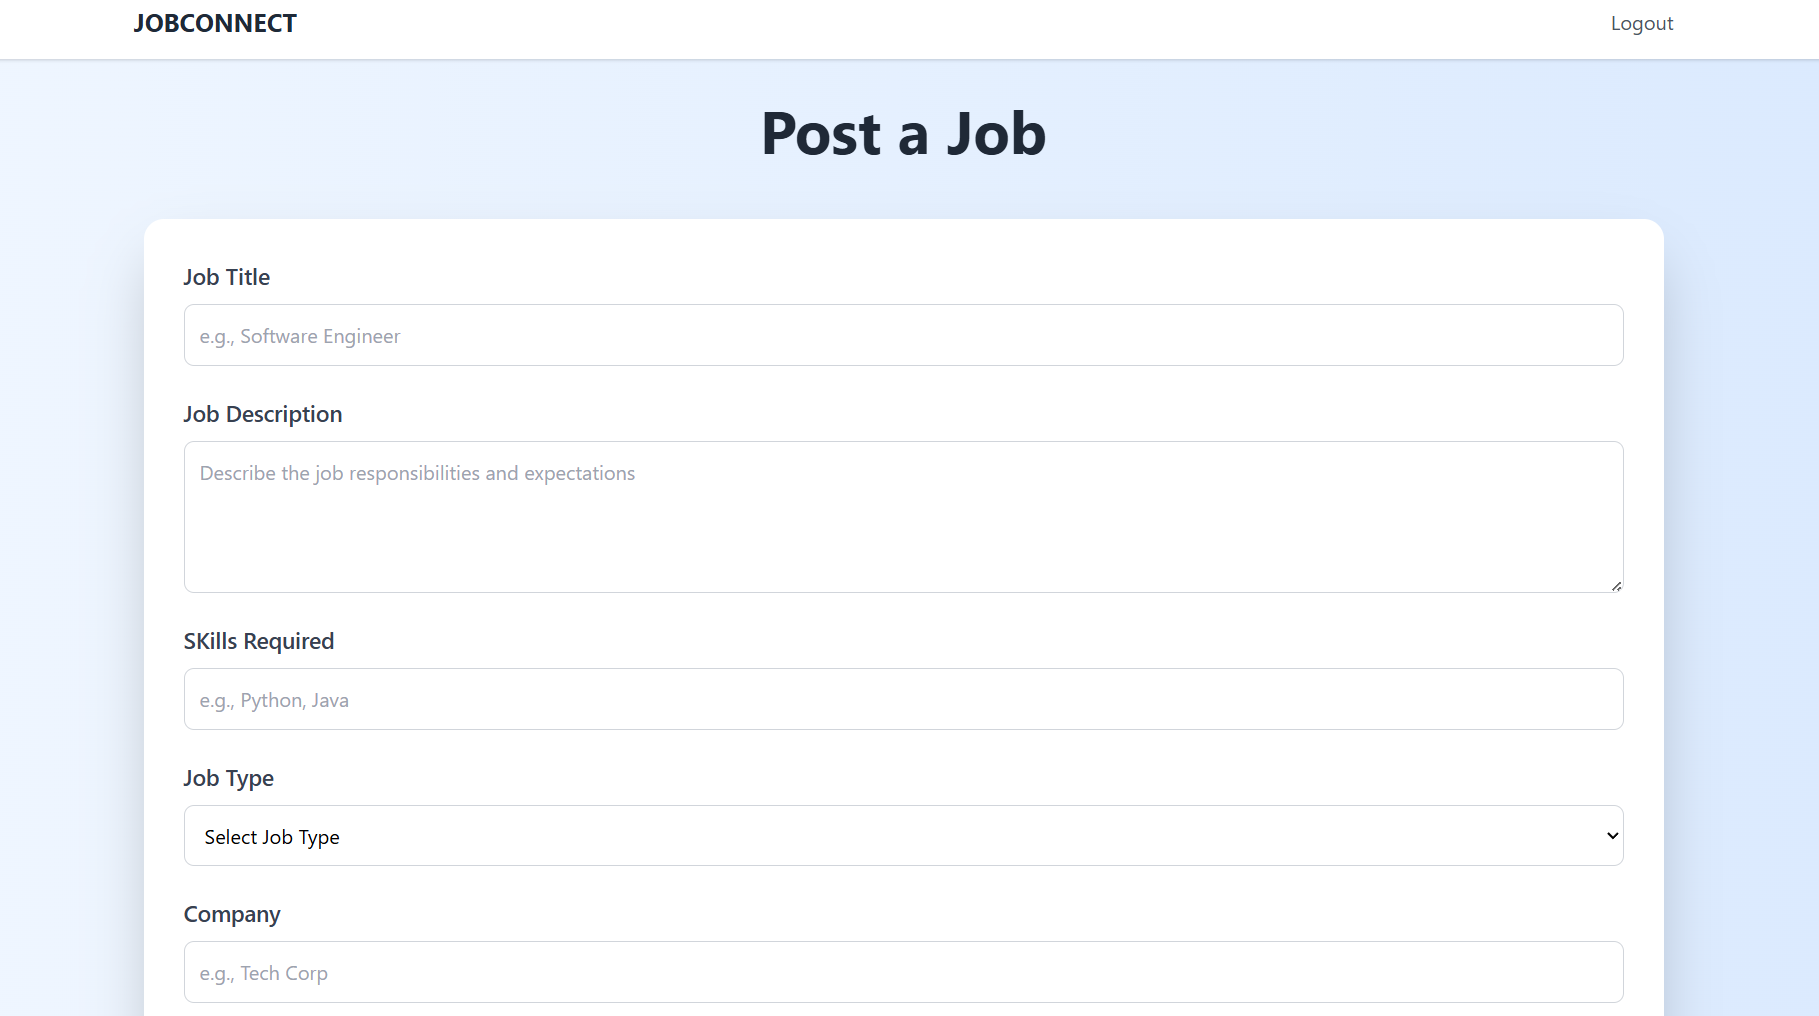 JOBCONNECT
Logout
Post a Job
Job Title
e.g., Software Engineer
Job Description
Describe the job responsibilities and expectations
SKills Required
e.g., Python, Java
Job Type
Select Job Type
Company
e.g., Tech Corp